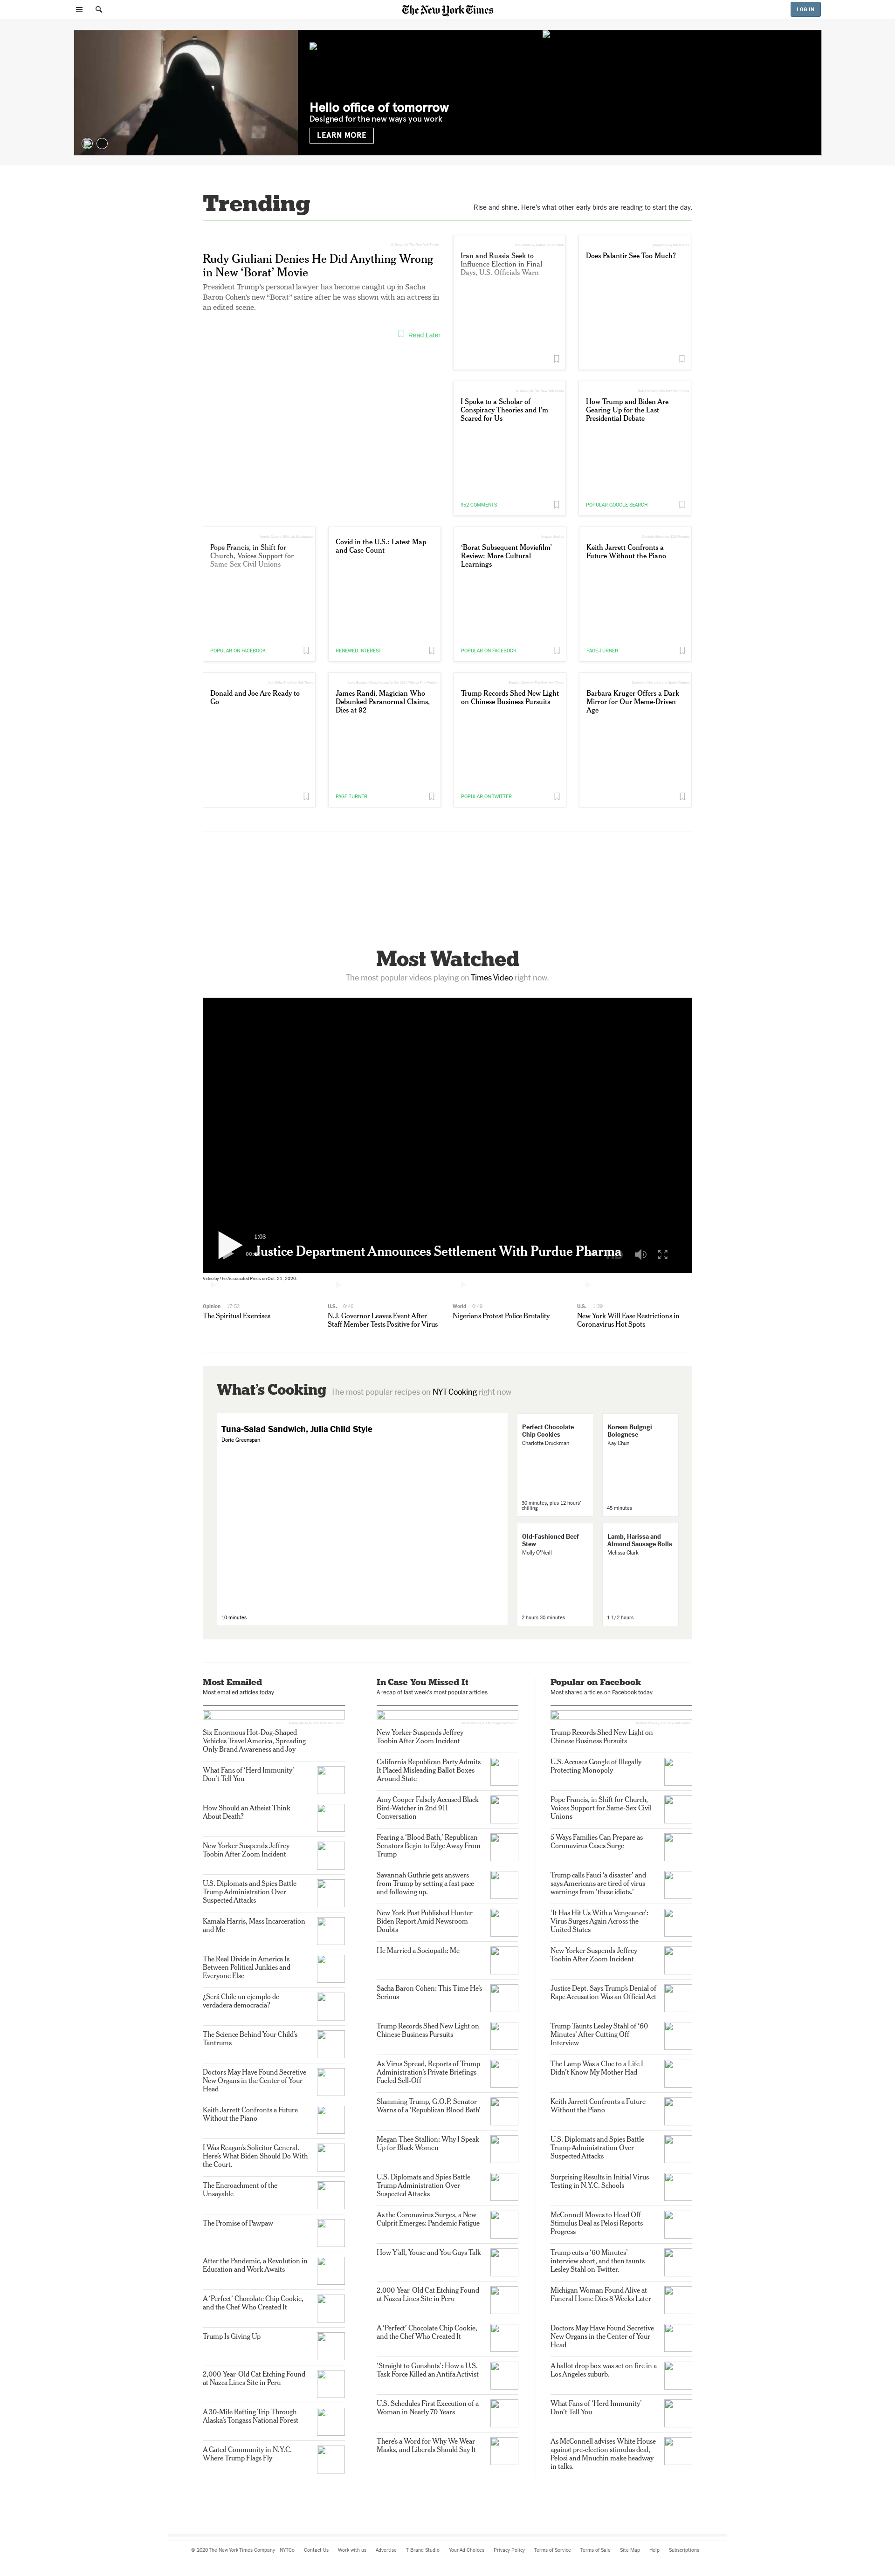 The New York Times
LOG IN
Hello office of tomorrow
Designed for the new ways you work
LEARN MORE
Trending
Rise and shine. Here's what other early birds are reading to start the day.
Rudy Giuliani Denies He Did Anything Wrong
in New ‘Borat’ Movie
President Trump's personal lawyer has become caught up in Sacha
Baron Cohen's new “Borat” satire after he was shown with an actress in
an edited scene.
Read Later
Iran and Russia Seek to
Influence Election in Final
Days, U.S. Officials Warn
Does Palantir See Too Much?
I Spoke to a Scholar of
Conspiracy Theories and I'm
Scared for Us
952 COMMENTS
How Trump and Biden Are
Gearing Up for the Last
Presidential Debate
POPULAR GOOGLE SEARCH
Pope Francis, in Shift for
Church, Voices Support for
Same-Sex Civil Unions
POPULAR ON FACEBOOK
Covid in the U.S.: Latest Map
and Case Count
RENEWED INTEREST
‘Borat Subsequent Moviefilm’
Review: More Cultural
Learnings
POPULAR ON FACEBOOK
Keith Jarrett Confronts a
Future Without the Piano
PAGE-TURNER
Donald and Joe Are Ready to
Go
James Randi, Magician Who
Debunked Paranormal Claims,
Dies at 92
PAGE-TURNER
Trump Records Shed New Light
on Chinese Business Pursuits
POPULAR ON TWITTER
Barbara Kruger Offers a Dark
Mirror for Our Meme-Driven
Age
Most Watched
The most popular videos playing on Times Video right now.
1:03
Justice Department Announces Settlement With Purdue Pharma
Video by The Associated Press on Oct. 21, 2020.
Opinion 17:52
The Spiritual Exercises
U.S. 0:46
N.J. Governor Leaves Event After
Staff Member Tests Positive for Virus
World 0:48
Nigerians Protest Police Brutality
U.S. 1:26
New York Will Ease Restrictions in
Coronavirus Hot Spots
What's Cooking The most popular recipes on NYT Cooking right now
Tuna-Salad Sandwich, Julia Child Style
Dorie Greenspan
10 minutes
Perfect Chocolate
Chip Cookies
Charlotte Druckman
30 minutes, plus 12 hours'
chilling
Korean Bulgogi
Bolognese
Kay Chun
45 minutes
Old-Fashioned Beef
Stew
Molly O'Neill
2 hours 30 minutes
Lamb, Harissa and
Almond Sausage Rolls
Melissa Clark
1 1/2 hours
Most Emailed
Most emailed articles today
Six Enormous Hot-Dog-Shaped
Vehicles Travel America, Spreading
Only Brand Awareness and Joy
What Fans of ‘Herd Immunity’
Don't Tell You
How Should an Atheist Think
About Death?
New Yorker Suspends Jeffrey
Toobin After Zoom Incident
U.S. Diplomats and Spies Battle
Trump Administration Over
Suspected Attacks
Kamala Harris, Mass Incarceration
and Me
The Real Divide in America Is
Between Political Junkies and
Everyone Else
¿Será Chile un ejemplo de
verdadera democracia?
The Science Behind Your Child's
Tantrums
Doctors May Have Found Secretive
New Organs in the Center of Your
Head
Keith Jarrett Confronts a Future
Without the Piano
I Was Reagan's Solicitor General.
Here's What Biden Should Do With
the Court.
The Encroachment of the
Unsayable
The Promise of Pawpaw
After the Pandemic, a Revolution in
Education and Work Awaits
A ‘Perfect’ Chocolate Chip Cookie,
and the Chef Who Created It
Trump Is Giving Up
2,000-Year-Old Cat Etching Found
at Nazca Lines Site in Peru
A 30-Mile Rafting Trip Through
Alaska's Tongass National Forest
A Gated Community in N.Y.C.
Where Trump Flags Fly
In Case You Missed It
A recap of last week's most popular articles
New Yorker Suspends Jeffrey
Toobin After Zoom Incident
California Republican Party Admits
It Placed Misleading Ballot Boxes
Around State
Amy Cooper Falsely Accused Black
Bird-Watcher in 2nd 911
Conversation
Fearing a ‘Blood Bath,’ Republican
Senators Begin to Edge Away From
Trump
Savannah Guthrie gets answers
from Trump by setting a fast pace
and following up.
New York Post Published Hunter
Biden Report Amid Newsroom
Doubts
He Married a Sociopath: Me
Sacha Baron Cohen: This Time He's
Serious
Trump Records Shed New Light on
Chinese Business Pursuits
As Virus Spread, Reports of Trump
Administration's Private Briefings
Fueled Sell-Off
Slamming Trump, G.O.P. Senator
Warns of a ‘Republican Blood Bath’
Megan Thee Stallion: Why I Speak
Up for Black Women
U.S. Diplomats and Spies Battle
Trump Administration Over
Suspected Attacks
As the Coronavirus Surges, a New
Culprit Emerges: Pandemic Fatigue
How Y'all, Youse and You Guys Talk
2,000-Year-Old Cat Etching Found
at Nazca Lines Site in Peru
A ‘Perfect’ Chocolate Chip Cookie,
and the Chef Who Created It
‘Straight to Gunshots’: How a U.S.
Task Force Killed an Antifa Activist
U.S. Schedules First Execution of a
Woman in Nearly 70 Years
There's a Word for Why We Wear
Masks, and Liberals Should Say It
Popular on Facebook
Most shared articles on Facebook today
Trump Records Shed New Light on
Chinese Business Pursuits
U.S. Accuses Google of Illegally
Protecting Monopoly
Pope Francis, in Shift for Church,
Voices Support for Same-Sex Civil
Unions
5 Ways Families Can Prepare as
Coronavirus Cases Surge
Trump calls Fauci ‘a disaster’ and
says Americans are tired of virus
warnings from ‘these idiots.’
‘It Has Hit Us With a Vengeance’:
Virus Surges Again Across the
United States
New Yorker Suspends Jeffrey
Toobin After Zoom Incident
Justice Dept. Says Trump's Denial of
Rape Accusation Was an Official Act
Trump Taunts Lesley Stahl of ‘60
Minutes’ After Cutting Off
Interview
The Lamp Was a Clue to a Life I
Didn't Know My Mother Had
Keith Jarrett Confronts a Future
Without the Piano
U.S. Diplomats and Spies Battle
Trump Administration Over
Suspected Attacks
Surprising Results in Initial Virus
Testing in N.Y.C. Schools
McConnell Moves to Head Off
Stimulus Deal as Pelosi Reports
Progress
Trump cuts a ‘60 Minutes’
interview short, and then taunts
Lesley Stahl on Twitter.
Michigan Woman Found Alive at
Funeral Home Dies 8 Weeks Later
Doctors May Have Found Secretive
New Organs in the Center of Your
Head
A ballot drop box was set on fire in a
Los Angeles suburb.
What Fans of ‘Herd Immunity’
Don't Tell You
As McConnell advises White House
against pre-election stimulus deal,
Pelosi and Mnuchin make headway
in talks.
© 2020 The New York Times Company NYTCo Contact Us Work with us Advertise T Brand Studio Your Ad Choices Privacy Policy Terms of Service Terms of Sale Site Map Help Subscriptions